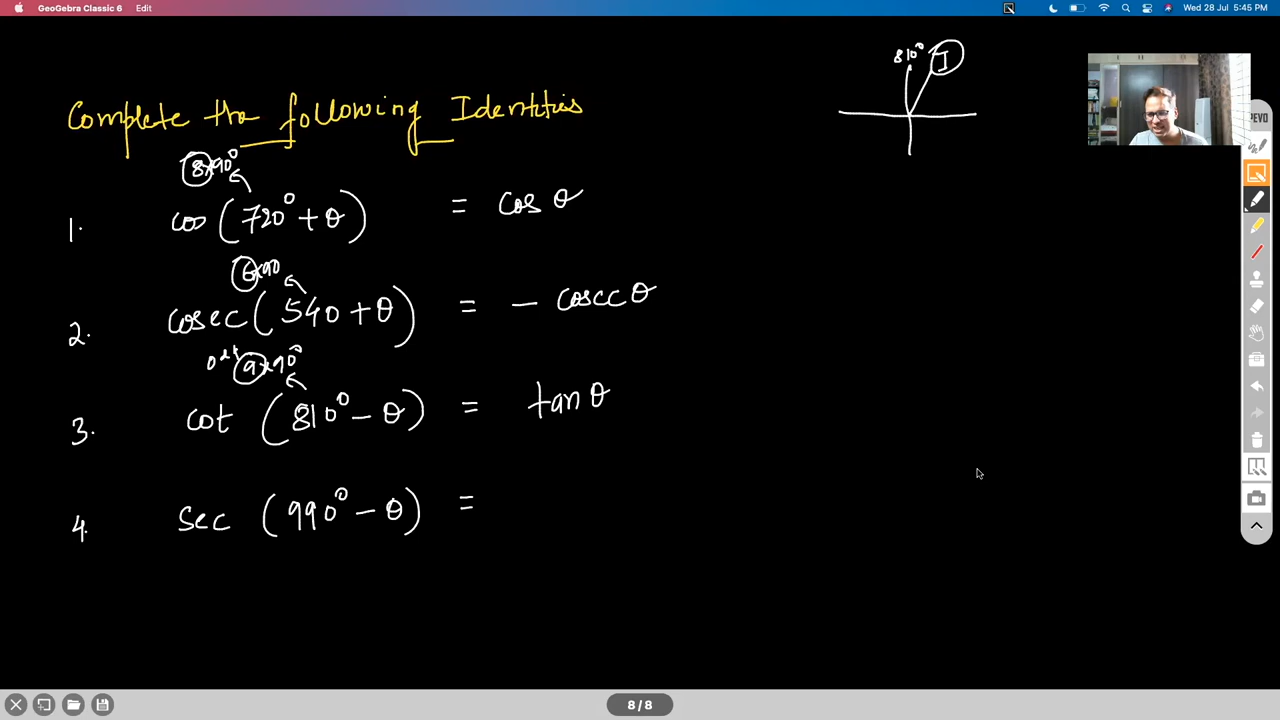 GeoGebra Classic 6 Edit Wed 28 Jul 5:45 PM
810° I
Complete the following Identities
8×90°
1. cos (720° + θ) = cos θ
6×90
2. cosec (540 + θ) = - cosec θ
odd 9×90°
3. cot (810° - θ) = tan θ
4. sec (990° - θ) =
8 / 8